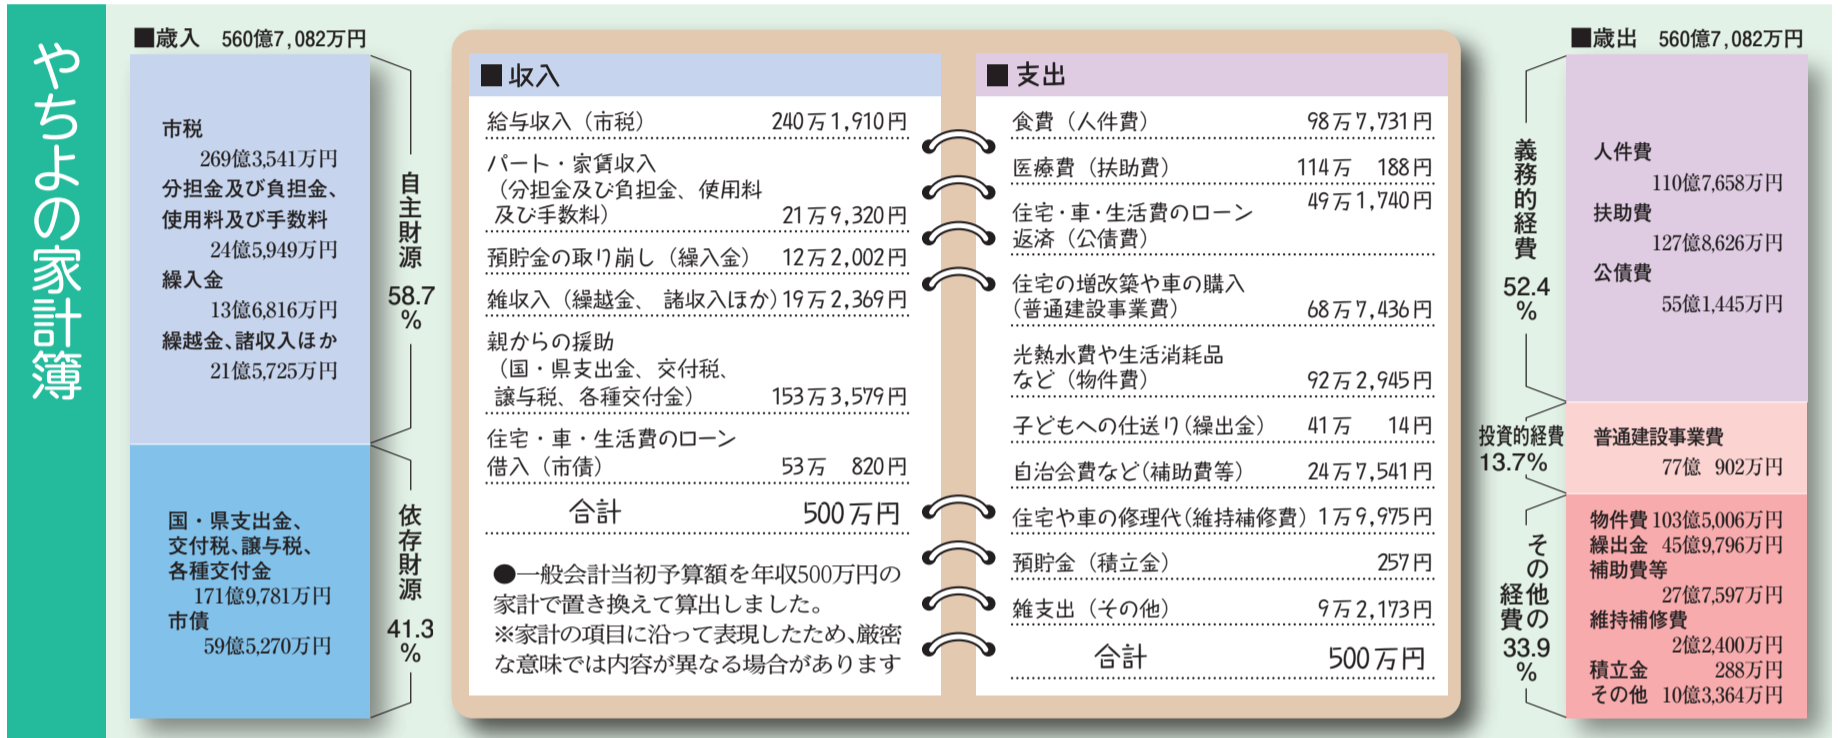 やちよの家計簿
■歳入　560億7,082万円
市税
269億3,541万円
分担金及び負担金、
使用料及び手数料
24億5,949万円
繰入金
13億6,816万円
繰越金、諸収入ほか
21億5,725万円
自主財源
58.7
%
国・県支出金、
交付税、譲与税、
各種交付金
171億9,781万円
市債
59億5,270万円
依存財源
41.3
%
■収入
給与収入（市税）　240万1,910円
パート・家賃収入
（分担金及び負担金、使用料
及び手数料）　21万9,320円
預貯金の取り崩し（繰入金）　12万2,002円
雑収入（繰越金、諸収入ほか）19万2,369円
親からの援助
（国・県支出金、交付税、
譲与税、各種交付金）　153万3,579円
住宅・車・生活費のローン
借入（市債）　53万　820円
合計　500万円
●一般会計当初予算額を年収500万円の
家計で置き換えて算出しました。
※家計の項目に沿って表現したため、厳密
な意味では内容が異なる場合があります
■支出
食費（人件費）　98万7,731円
医療費（扶助費）　114万　188円
住宅・車・生活費のローン　49万1,740円
返済（公債費）
住宅の増改築や車の購入
（普通建設事業費）　68万7,436円
光熱水費や生活消耗品
など（物件費）　92万2,945円
子どもへの仕送り（繰出金）　41万　14円
自治会費など（補助費等）　24万7,541円
住宅や車の修理代（維持補修費）　1万9,975円
預貯金（積立金）　257円
雑支出（その他）　9万2,173円
合計　500万円
■歳出　560億7,082万円
義務的経費
52.4
%
人件費
110億7,658万円
扶助費
127億8,626万円
公債費
55億1,445万円
投資的経費
13.7%
普通建設事業費
77億　902万円
その他の
経費
33.9
%
物件費 103億5,006万円
繰出金　45億9,796万円
補助費等
27億7,597万円
維持補修費
2億2,400万円
積立金　288万円
その他　10億3,364万円